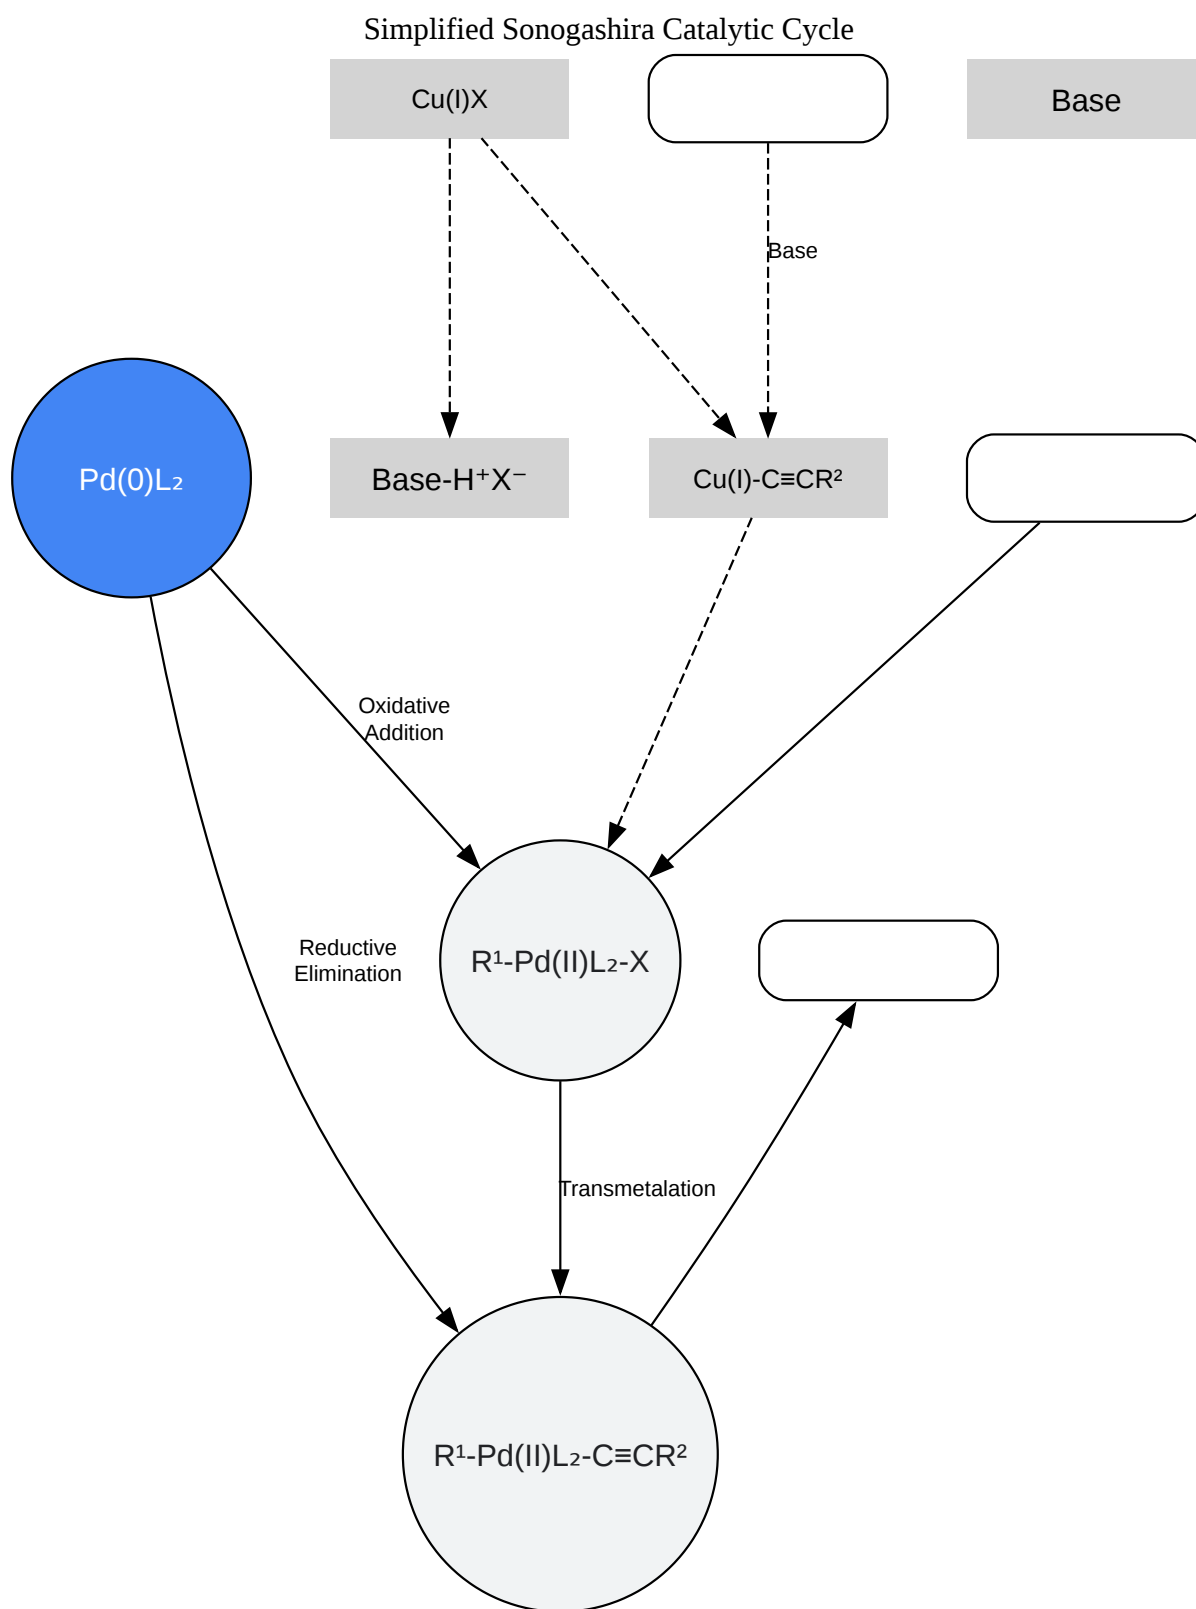 Simplified Sonogashira Catalytic Cycle
Cu(I)X
Base
Base
Pd(0)L₂
Base-H⁺X⁻
Cu(I)-C≡CR²
Oxidative
Addition
Reductive
Elimination
R¹-Pd(II)L₂-X
Transmetalation
R¹-Pd(II)L₂-C≡CR²